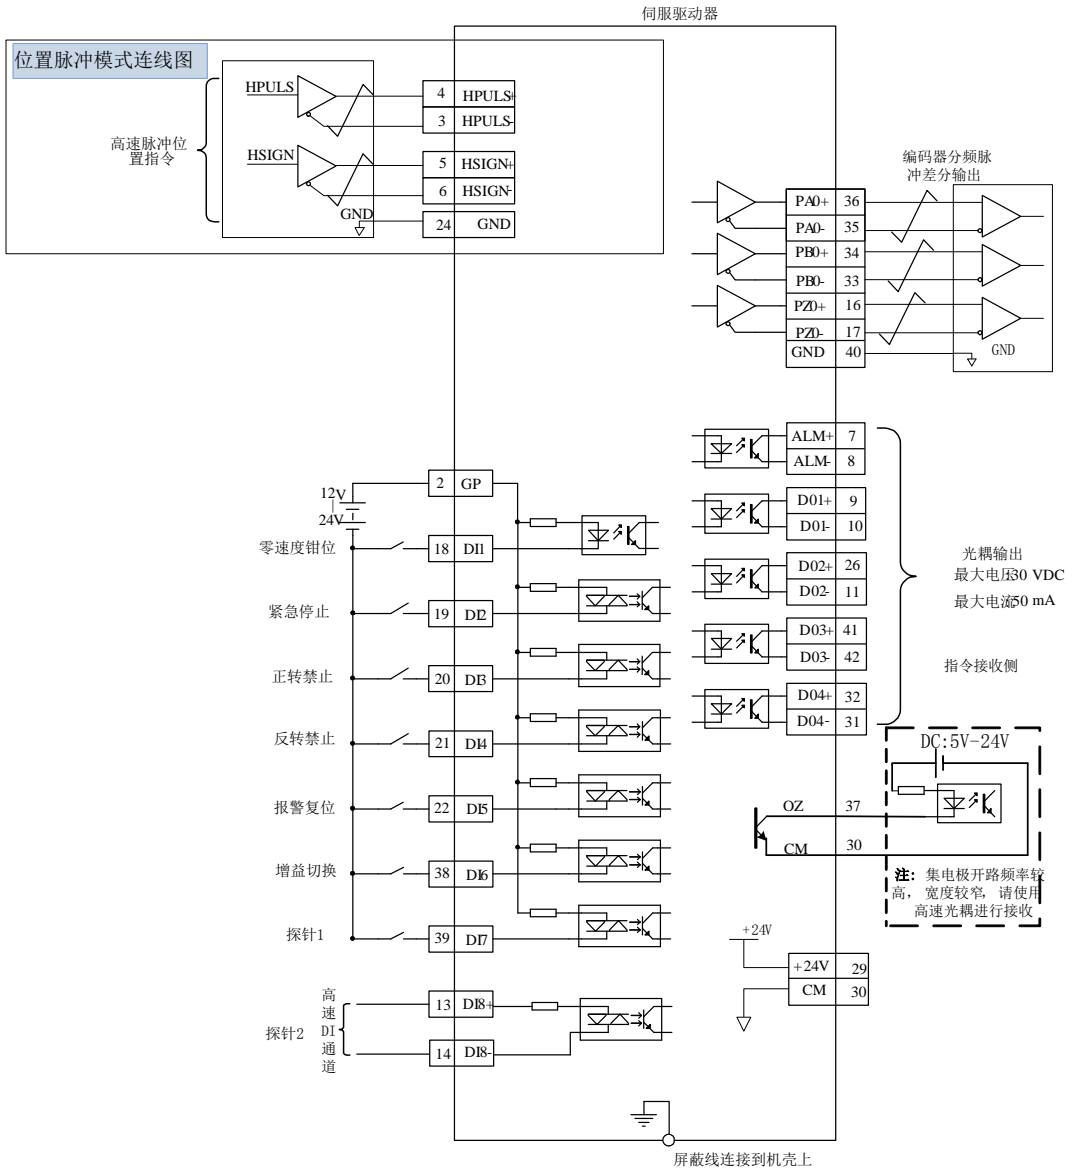 伺服驱动器
位置脉冲模式连线图
高速脉冲位
置指令
HPULS
4 HPULS+
3 HPULS-
HSIGN
5 HSIGN+
6 HSIGN-
GND
24 GND
编码器分频脉
冲差分输出
PA0+ 36
PA0- 35
PB0+ 34
PB0- 33
PZ0+ 16
PZ0- 17
GND 40
GND
ALM+ 7
ALM- 8
D01+ 9
D01- 10
D02+ 26
D02- 11
D03+ 41
D03- 42
D04+ 32
D04- 31
光耦输出
最大电压30 VDC
最大电流50 mA
指令接收侧
12V
24V
2 GP
零速度钳位 18 DI1
紧急停止 19 DI2
正转禁止 20 DI3
反转禁止 21 DI4
报警复位 22 DI5
增益切换 38 DI6
探针1 39 DI7
探针2
高速DI通道
13 DI8+
14 DI8-
DC:5V-24V
OZ 37
CM 30
注：集电极开路频率较
高，宽度较窄，请使用
高速光耦进行接收
+24V
+24V 29
CM 30
屏蔽线连接到机壳上